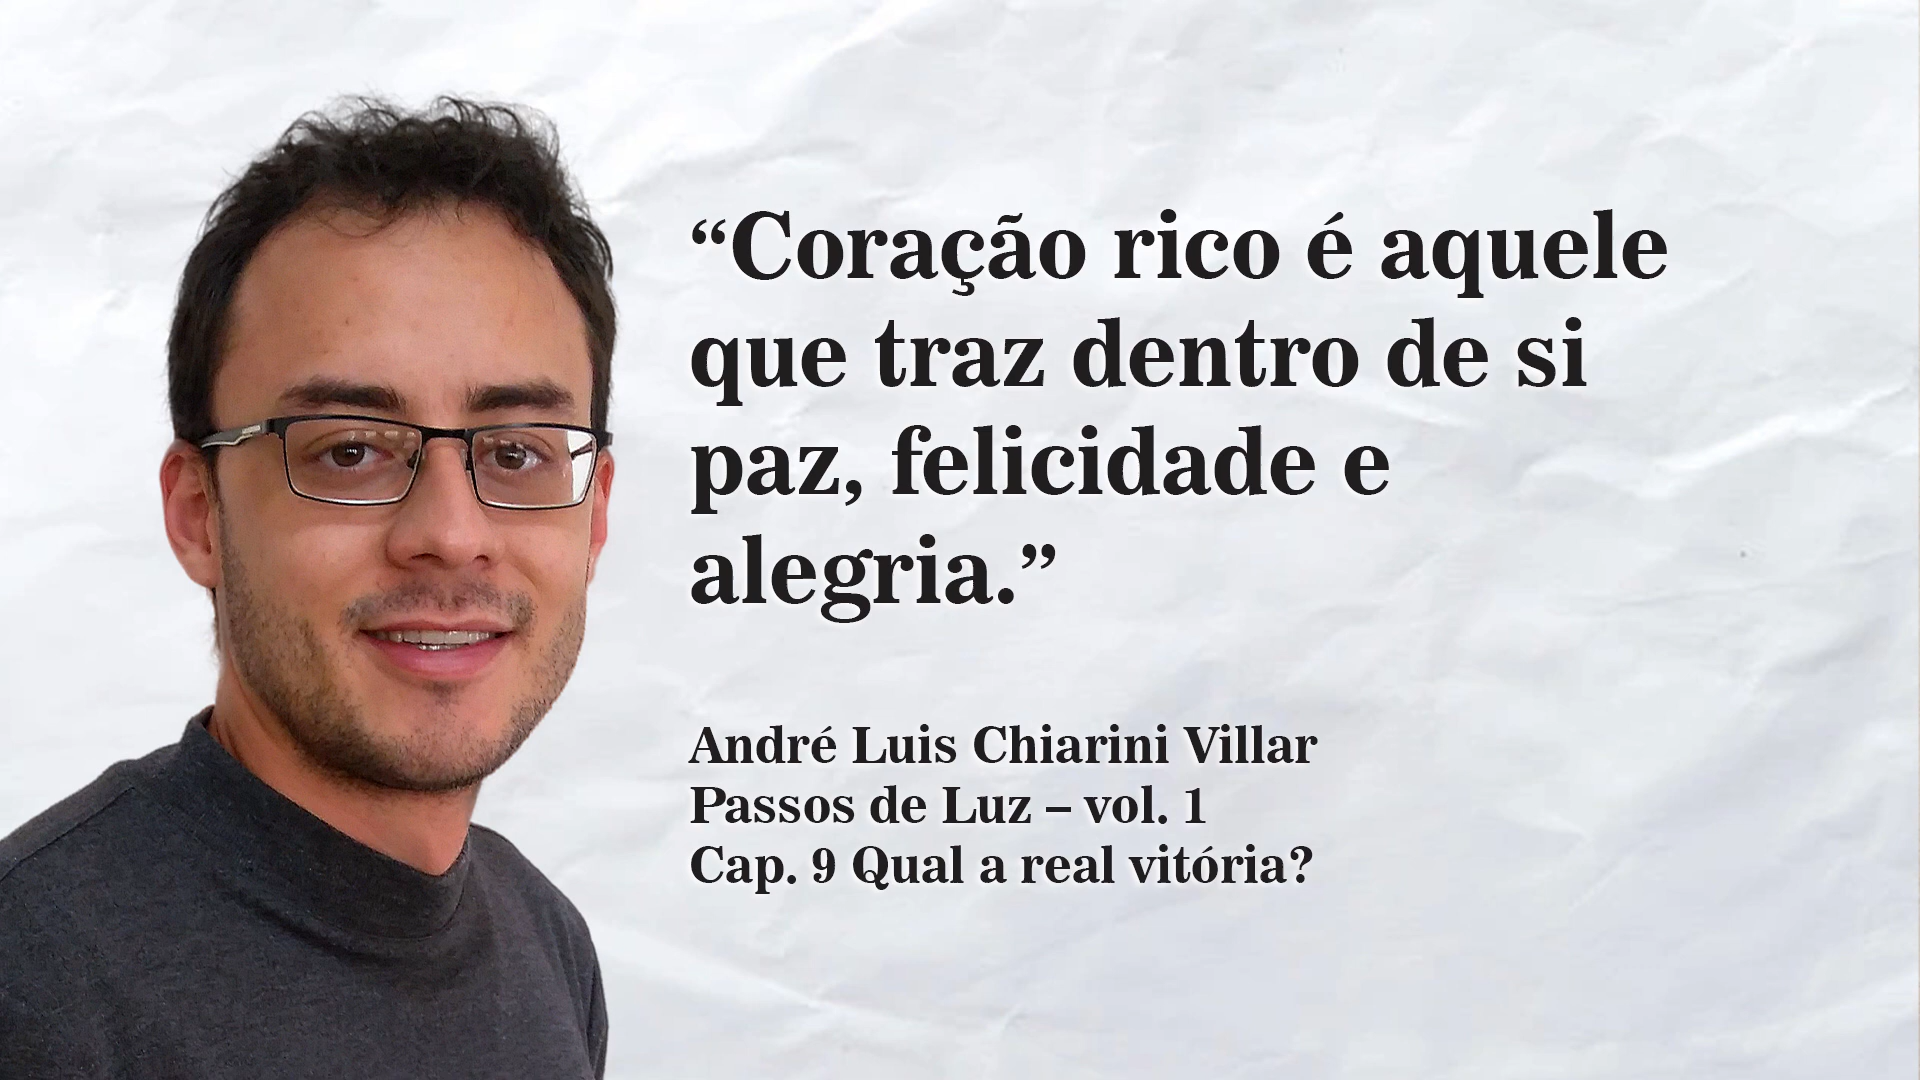 “Coração rico é aquele
que traz dentro de si
paz, felicidade e
alegria.”
André Luis Chiarini Villar
Passos de Luz – vol. 1
Cap. 9 Qual a real vitória?